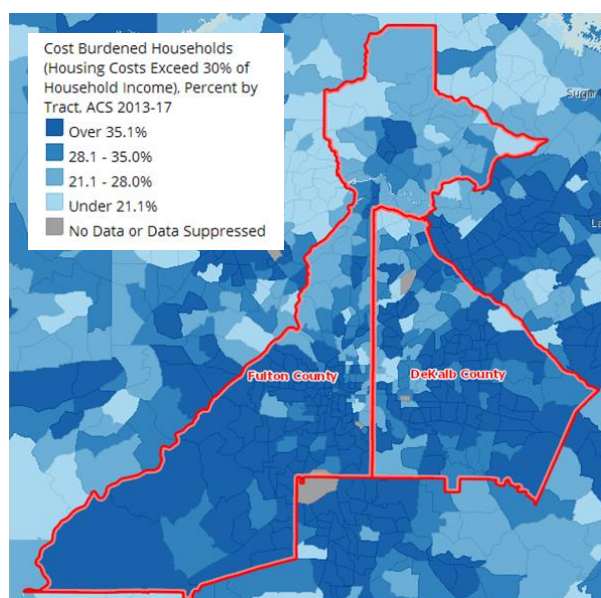 Cost Burdened Households
(Housing Costs Exceed 30% of
Household Income), Percent by
Tract, ACS 2013-17
Over 35.1%
28.1 - 35.0%
21.1 - 28.0%
Under 21.1%
No Data or Data Suppressed
Sugar
La
Fulton County
DeKalb County